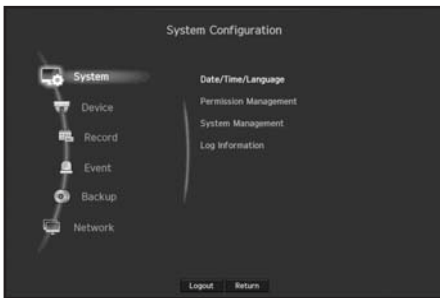 System Configuration
System
Device
Record
Event
Backup
Network
Date/Time/Language
Permission Management
System Management
Log Information
Logout
Return